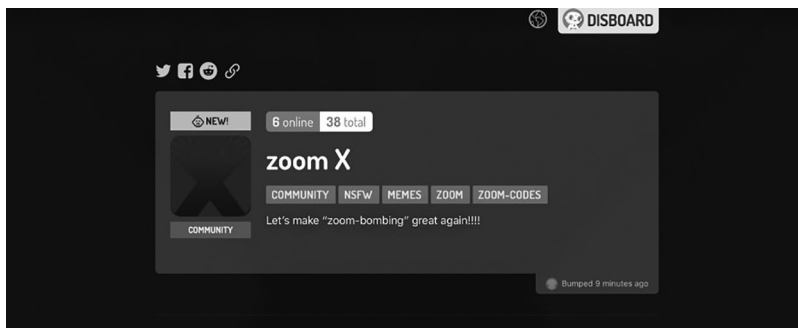 DISBOARD
NEW!
6 online 38 total
zoom X
COMMUNITY NSFW MEMES ZOOM ZOOM-CODES
COMMUNITY
Let's make “zoom-bombing” great again!!!!
Bumped 9 minutes ago